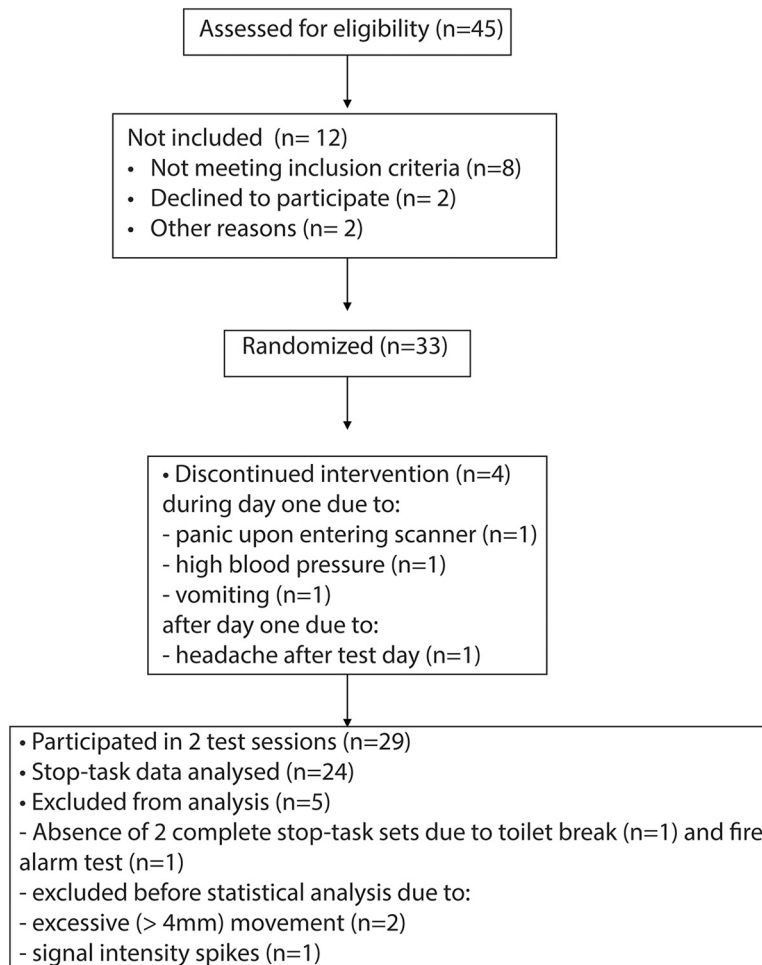 Assessed for eligibility (n=45)
Not included  (n= 12)
• Not meeting inclusion criteria (n=8)
• Declined to participate (n= 2)
• Other reasons (n= 2)
Randomized (n=33)
• Discontinued intervention (n=4)
during day one due to:
- panic upon entering scanner (n=1)
- high blood pressure (n=1)
- vomiting (n=1)
after day one due to:
- headache after test day (n=1)
• Participated in 2 test sessions (n=29)
• Stop-task data analysed (n=24)
• Excluded from analysis (n=5)
- Absence of 2 complete stop-task sets due to toilet break (n=1) and fire
alarm test (n=1)
- excluded before statistical analysis due to:
- excessive (> 4mm) movement (n=2)
- signal intensity spikes (n=1)